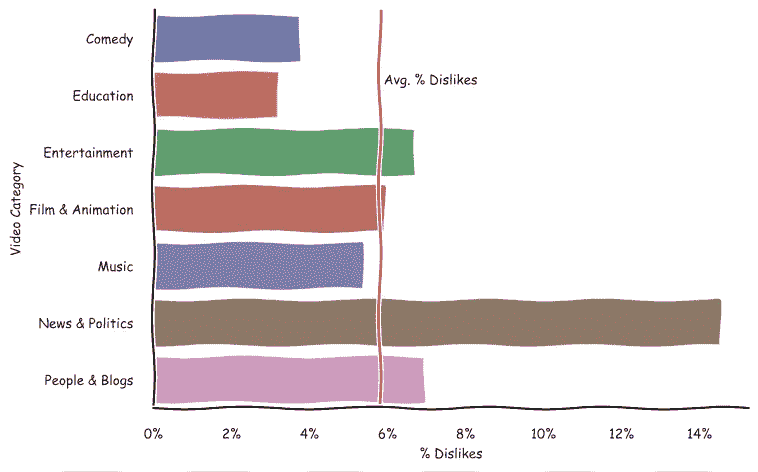 Comedy
Avg. % Dislikes
Education
Entertainment
Video Category
Film & Animation
Music
News & Politics
People & Blogs
0% 2% 4% 6% 8% 10% 12% 14%
% Dislikes